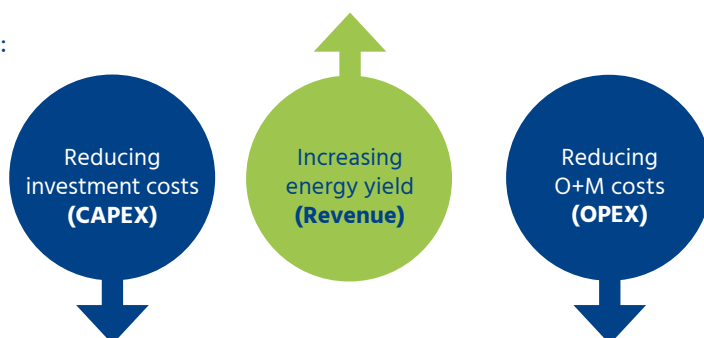 :
Reducing
investment costs
(CAPEX)
Increasing
energy yield
(Revenue)
Reducing
O+M costs
(OPEX)